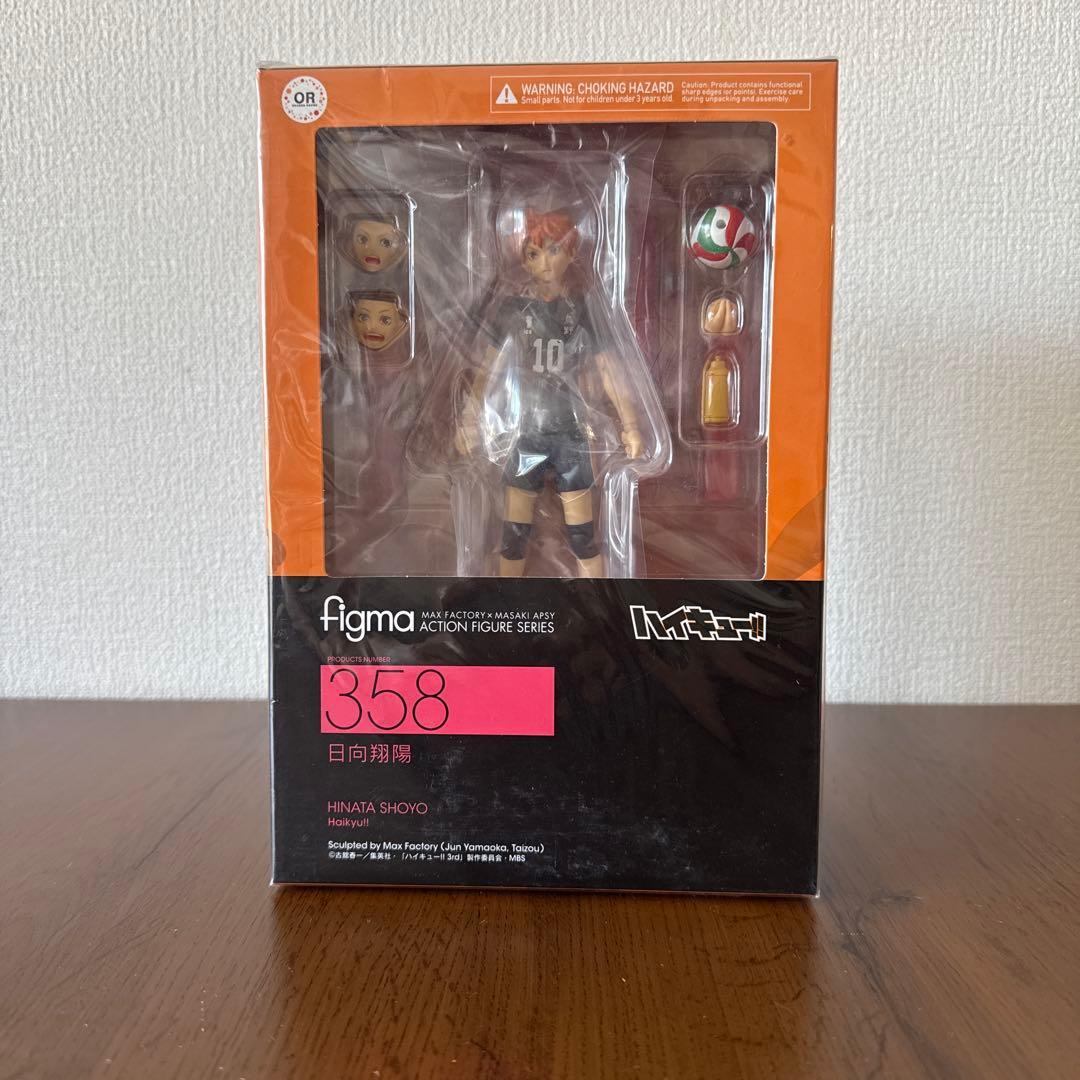 OR
WARNING: CHOKING HAZARD
Small parts. Not for children under 3 years old.
Caution: Product contains functional
sharp edges (or points). Exercise care
during unpacking and assembly.
10
figma
MAX FACTORY × MASAKI APSY
ACTION FIGURE SERIES
ハイキュー!!
PRODUCTS NUMBER
358
日向翔陽
HINATA SHOYO
Haikyu!!
Sculpted by Max Factory (Jun Yamaoka, Taizou)
©古舘春一／集英社・「ハイキュー!! 3rd」製作委員会・MBS